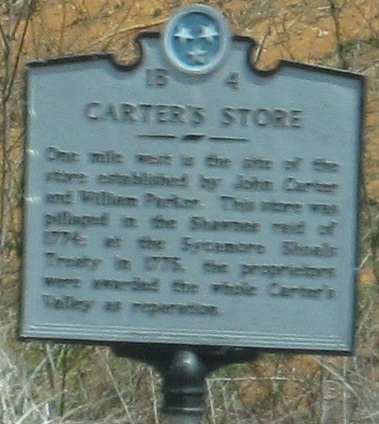 1B 4
CARTER'S STORE
One mile west is the site of the
store established by John Carter
and William Parker. This store was
pillaged in the Shawnee raid of
1774; at the Sycamore Shoals
Treaty in 1775, the proprietors
were awarded the whole Carter's
Valley as reparation.